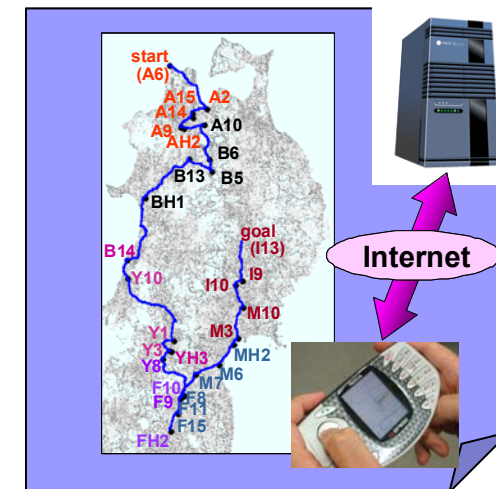 start
(A6)
A15
A2
A14
A10
A9
AH2
B6
B13
B5
BH1
goal
(I13)
B14
Internet
Y10
I9
I10
M10
Y1
M3
Y3
YH3
MH2
Y8
M6
M7
F10
F8
F9
F11
F15
FH2